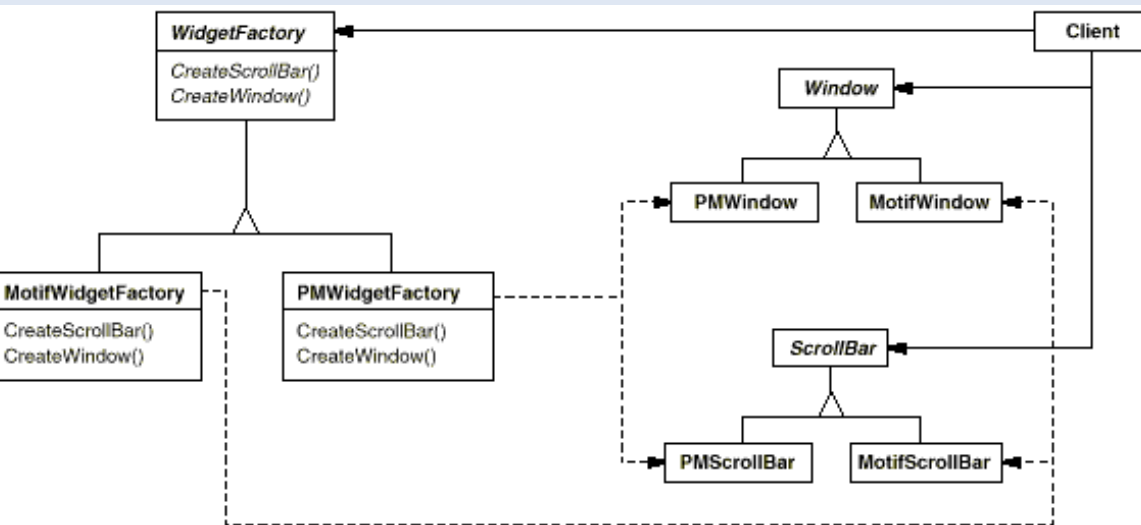 WidgetFactory
CreateScrollBar()
CreateWindow()
Client
Window
PMWindow
MotifWindow
MotifWidgetFactory
CreateScrollBar()
CreateWindow()
PMWidgetFactory
CreateScrollBar()
CreateWindow()
ScrollBar
PMScrollBar
MotifScrollBar